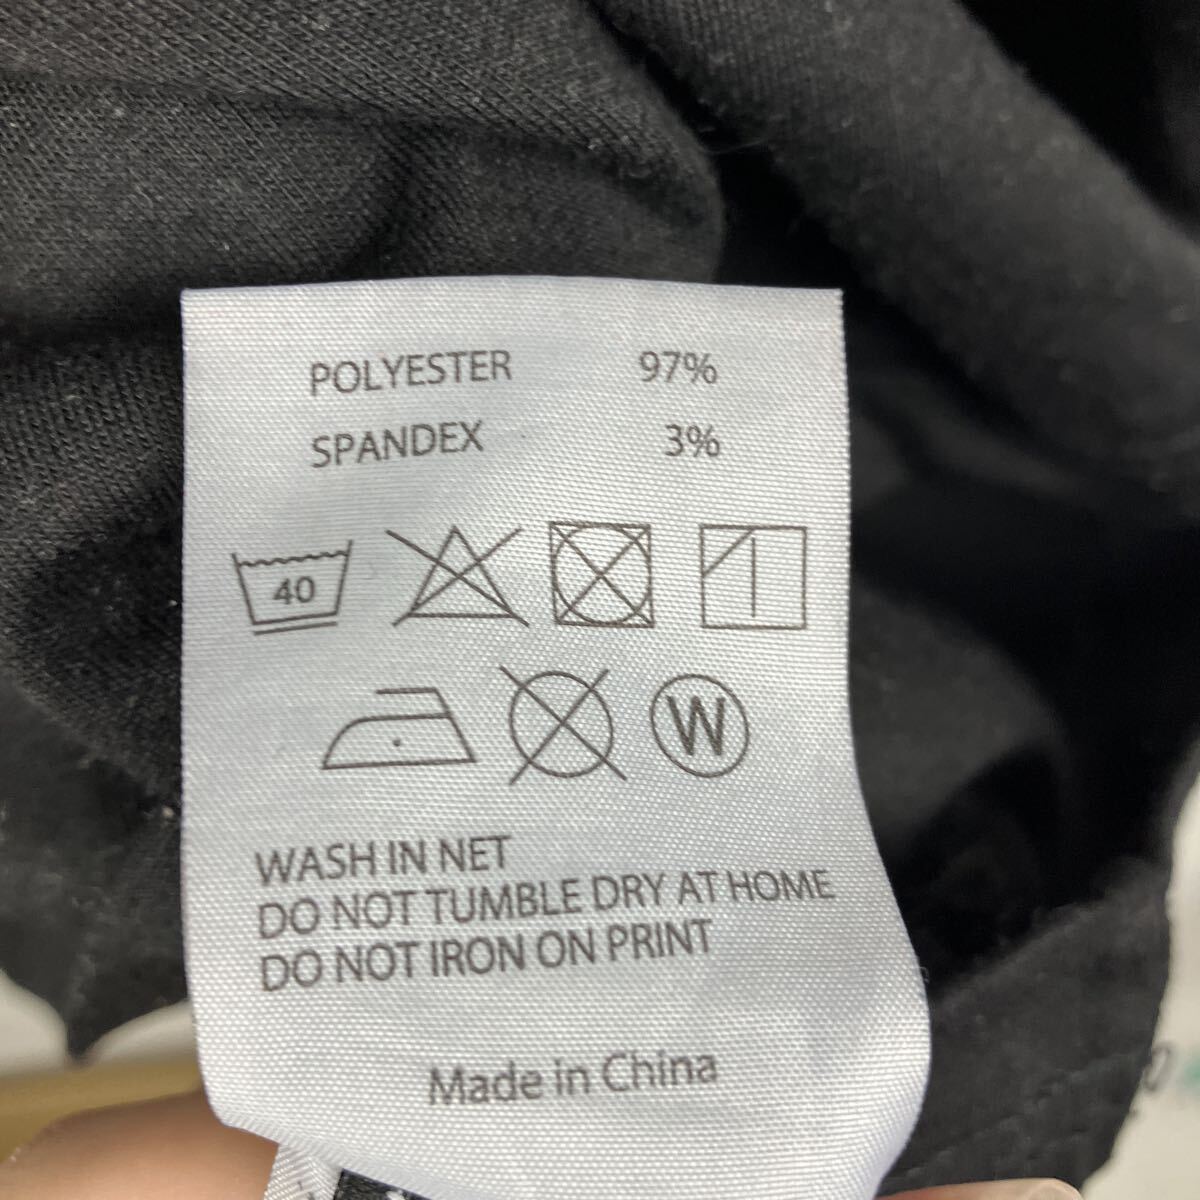 POLYESTER 97%
SPANDEX 3%
40
W
WASH IN NET
DO NOT TUMBLE DRY AT HOME
DO NOT IRON ON PRINT
Made in China